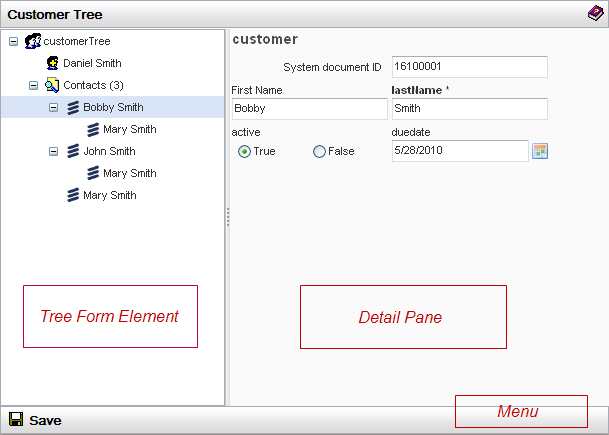 Customer Tree
customerTree
Daniel Smith
Contacts (3)
Bobby Smith
Mary Smith
John Smith
Mary Smith
Mary Smith
Tree Form Element
customer
System document ID 16100001
First Name lastName *
Bobby Smith
active duedate
True False 5/28/2010
Detail Pane
Menu
Save